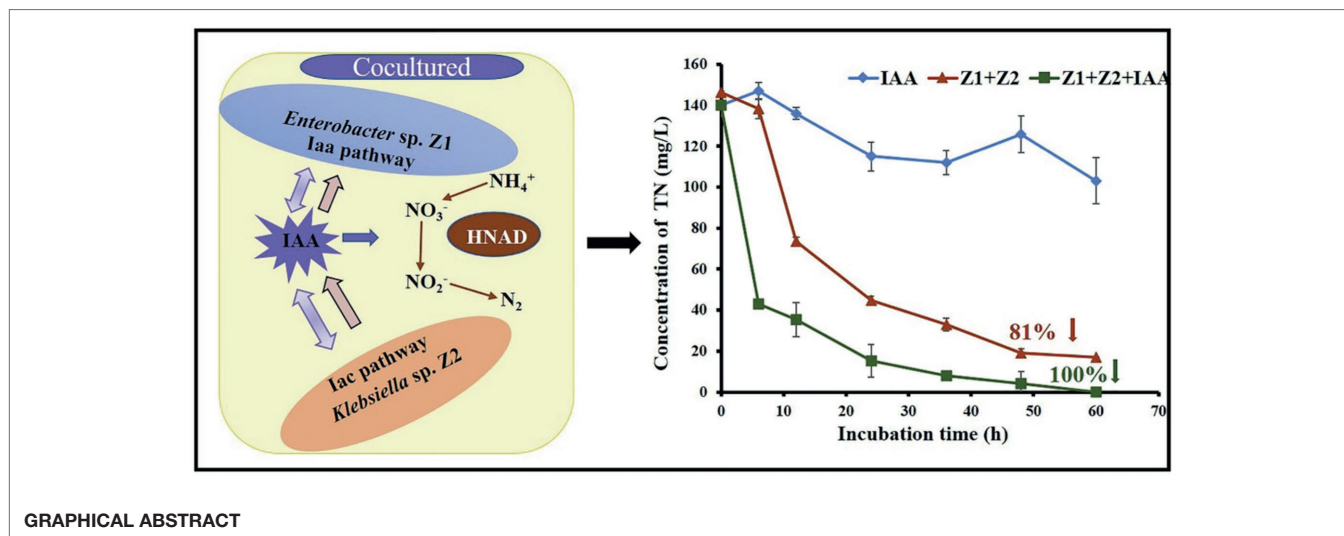 Cocultured
Enterobacter sp. Z1
Iaa pathway
IAA
NH₄⁺
NO₃⁻
HNAD
NO₂⁻
N₂
Iac pathway
Klebsiella sp. Z2
IAA Z1+Z2 Z1+Z2+IAA
Concentration of TN (mg/L)
160
140
120
100
80
60
40
20
0
81%
100%
0 10 20 30 40 50 60 70
Incubation time (h)
GRAPHICAL ABSTRACT